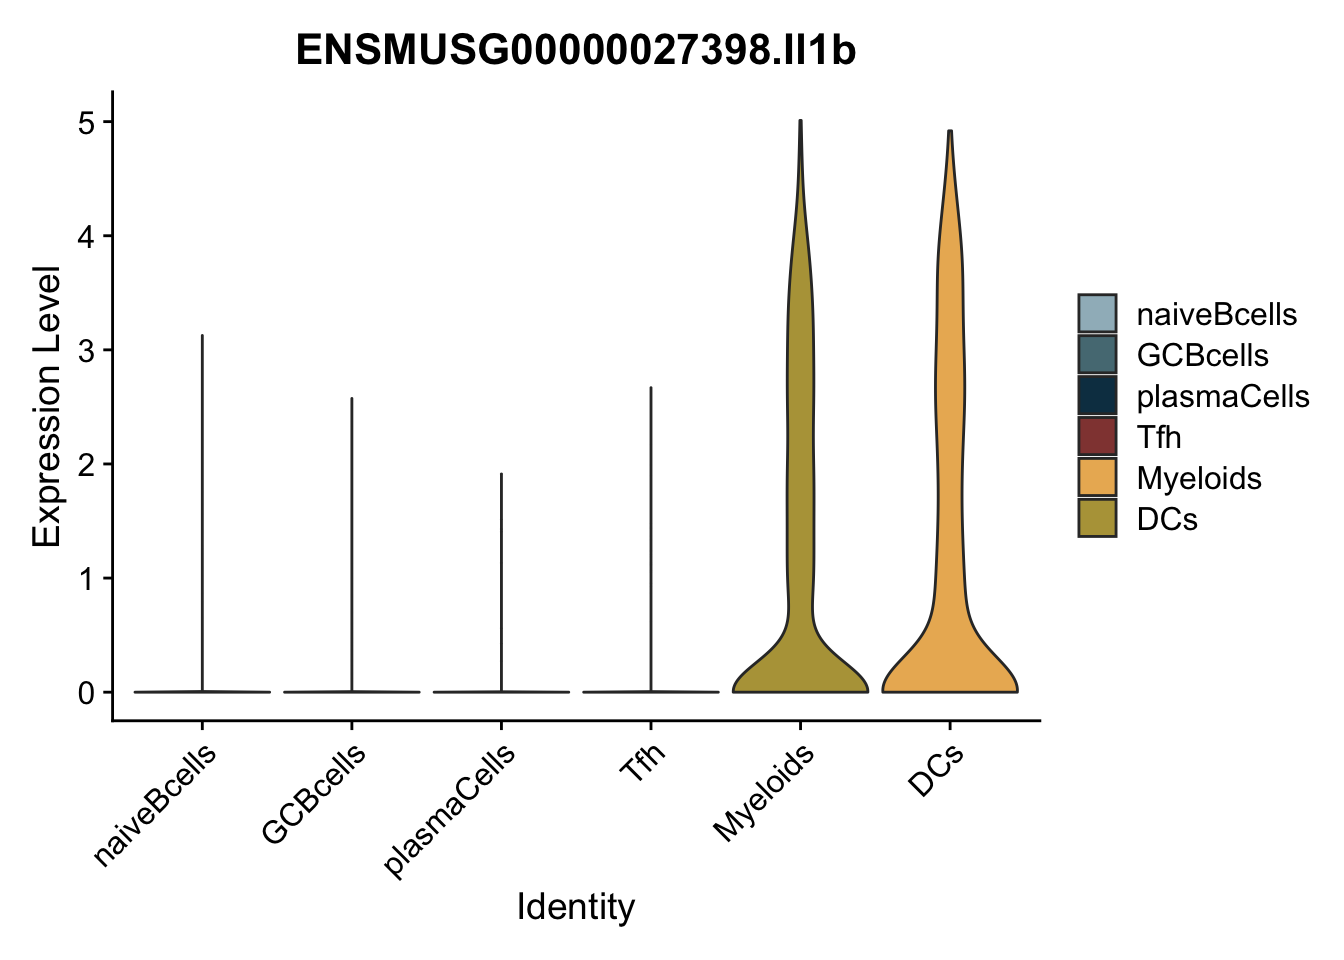 ENSMUSG00000027398.Il1b
Expression Level
5
4
3
2
1
0
naiveBcells
GCBcells
plasmaCells
Tfh
Myeloids
DCs
Identity
naiveBcells
GCBcells
plasmaCells
Tfh
Myeloids
DCs